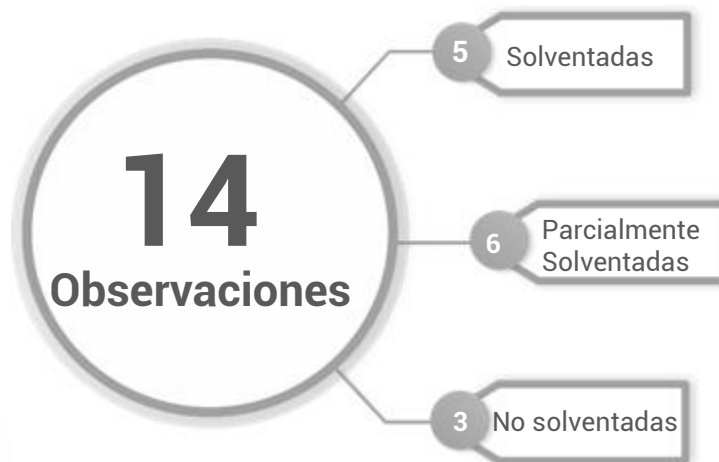 14
Observaciones
5
Solventadas
6
Parcialmente
Solventadas
3
No solventadas